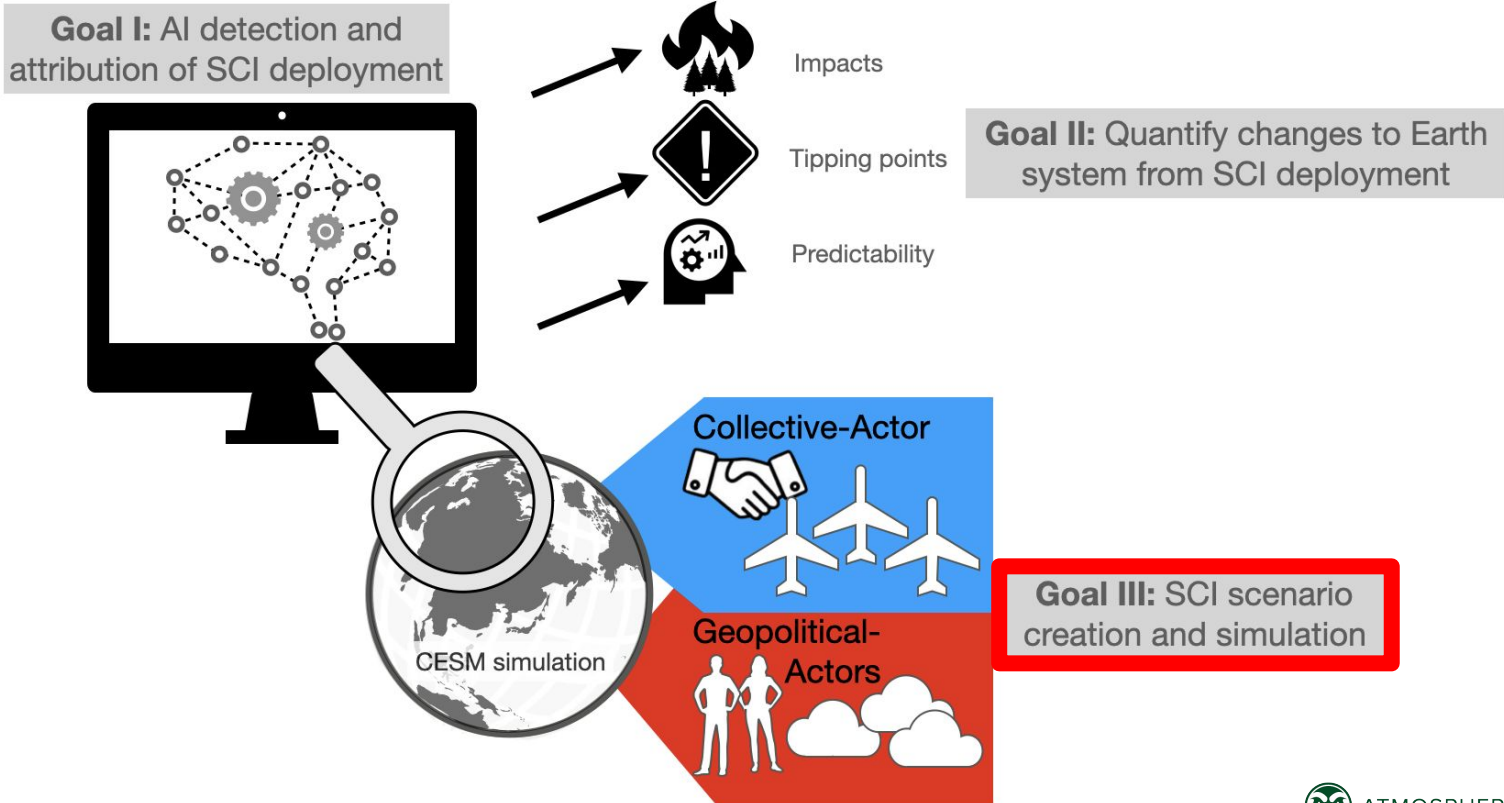 Goal I: AI detection and
attribution of SCI deployment
Impacts
Tipping points
Predictability
Goal II: Quantify changes to Earth
system from SCI deployment
Collective-Actor
Geopolitical-
Actors
CESM simulation
Goal III: SCI scenario
creation and simulation